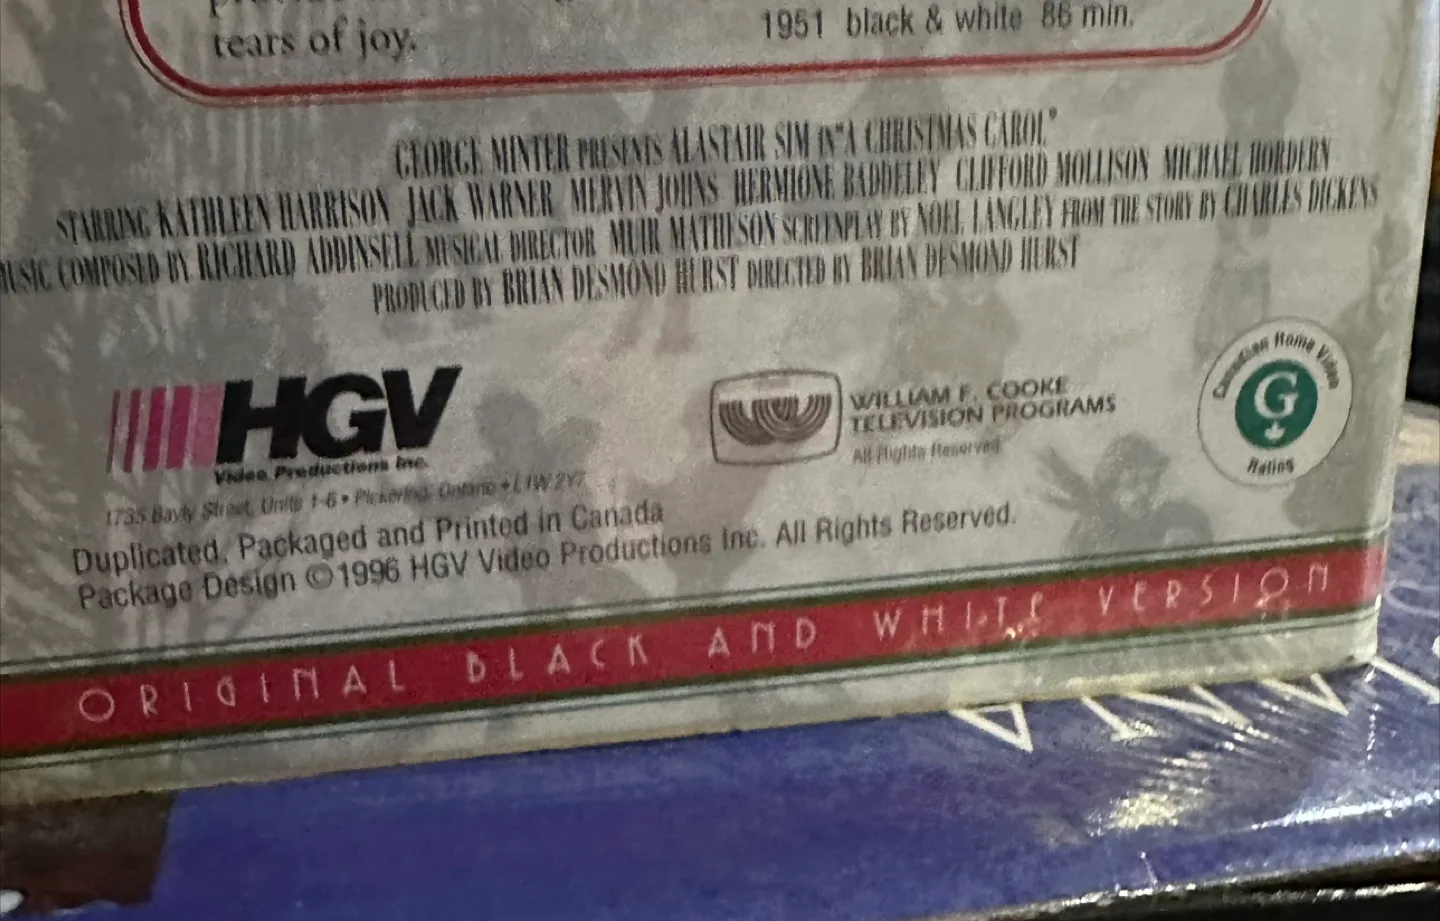 tears of joy.
1951 black & white 86 min.
GEORGE MINTER PRESENTS ALASTAIR SIM IN "A CHRISTMAS CAROL"
STARRING KATHLEEN HARRISON JACK WARNER MERVIN JOHNS HERMIONE BADDELEY CLIFFORD MOLLISON MICHAEL HORDERN
MUSIC COMPOSED BY RICHARD ADDINSELL MUSICAL DIRECTOR MUIR MATHIESON SCREENPLAY BY NOEL LANGLEY FROM THE STORY BY CHARLES DICKENS
PRODUCED BY BRIAN DESMOND HURST DIRECTED BY BRIAN DESMOND HURST
HGV
Video Productions Inc.
1735 Bayly Street, Units 1-6 • Pickering, Ontario • L1W 2Y7
WILLIAM F. COOKE
TELEVISION PROGRAMS
All Rights Reserved
Canadian Home Video
G
Rating
Duplicated, Packaged and Printed in Canada
Package Design ©1996 HGV Video Productions Inc. All Rights Reserved.
ORIGINAL BLACK AND WHITE VERSION